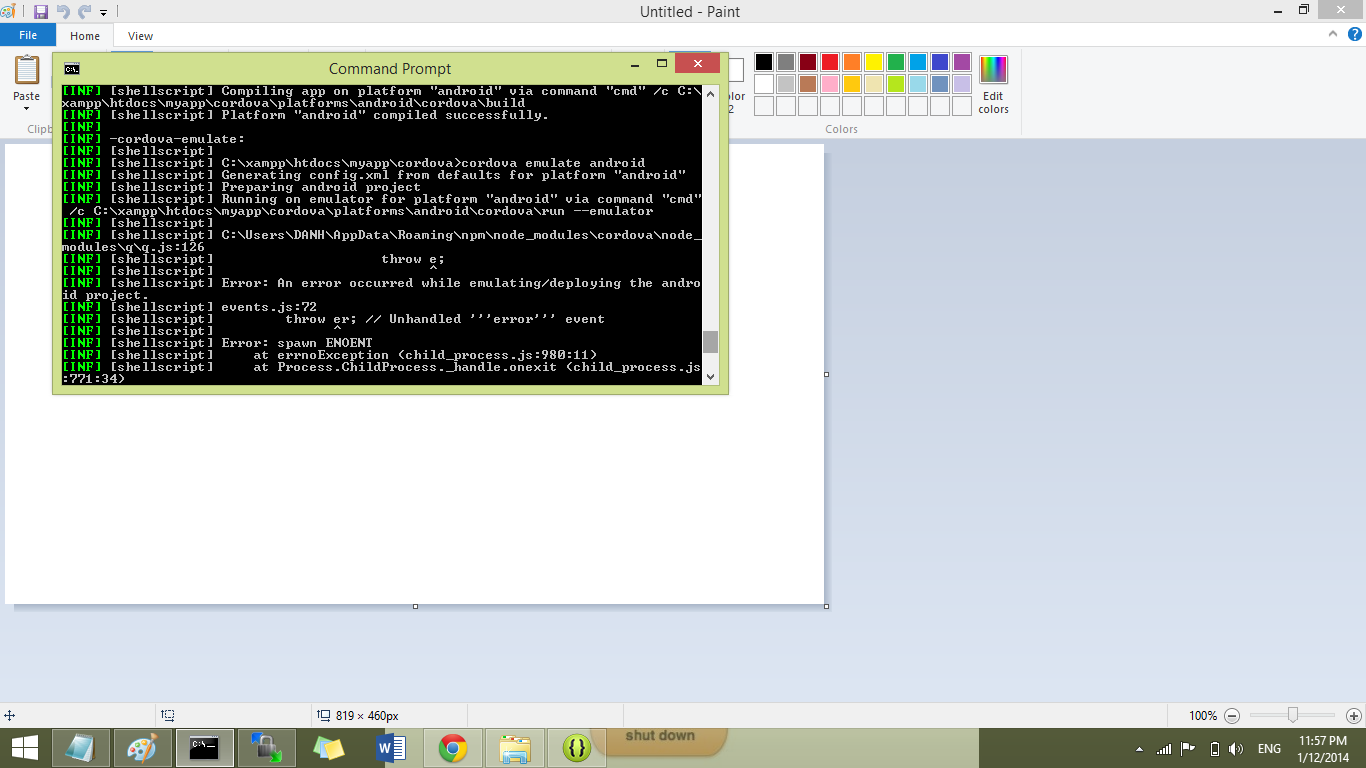 Untitled - Paint
File
Home
View
Paste
Clipb
Command Prompt
[INF] [shellscript] Compiling app on platform "android" via command "cmd" /c C:\
xampp\htdocs\myapp\cordova\platforms\android\cordova\build
[INF] [shellscript] Platform "android" compiled successfully.
[INF]
[INF] -cordova-emulate:
[INF] [shellscript]
[INF] [shellscript] C:\xampp\htdocs\myapp\cordova>cordova emulate android
[INF] [shellscript] Generating config.xml from defaults for platform "android"
[INF] [shellscript] Preparing android project
[INF] [shellscript] Running on emulator for platform "android" via command "cmd"
/c C:\xampp\htdocs\myapp\cordova\platforms\android\cordova\run --emulator
[INF] [shellscript]
[INF] [shellscript] C:\Users\DANH\AppData\Roaming\npm\node_modules\cordova\node_
modules\q\q.js:126
[INF] [shellscript] throw e;
[INF] [shellscript] ^
[INF] [shellscript] Error: An error occurred while emulating/deploying the andro
id project.
[INF] [shellscript] events.js:72
[INF] [shellscript] throw er; // Unhandled '''error''' event
[INF] [shellscript] ^
[INF] [shellscript] Error: spawn ENOENT
[INF] [shellscript] at errnoException (child_process.js:980:11)
[INF] [shellscript] at Process.ChildProcess._handle.onexit (child_process.js
:771:34)
olor
2
Edit
colors
Colors
819 × 460px
100%
shut down
ENG
11:57 PM
1/12/2014